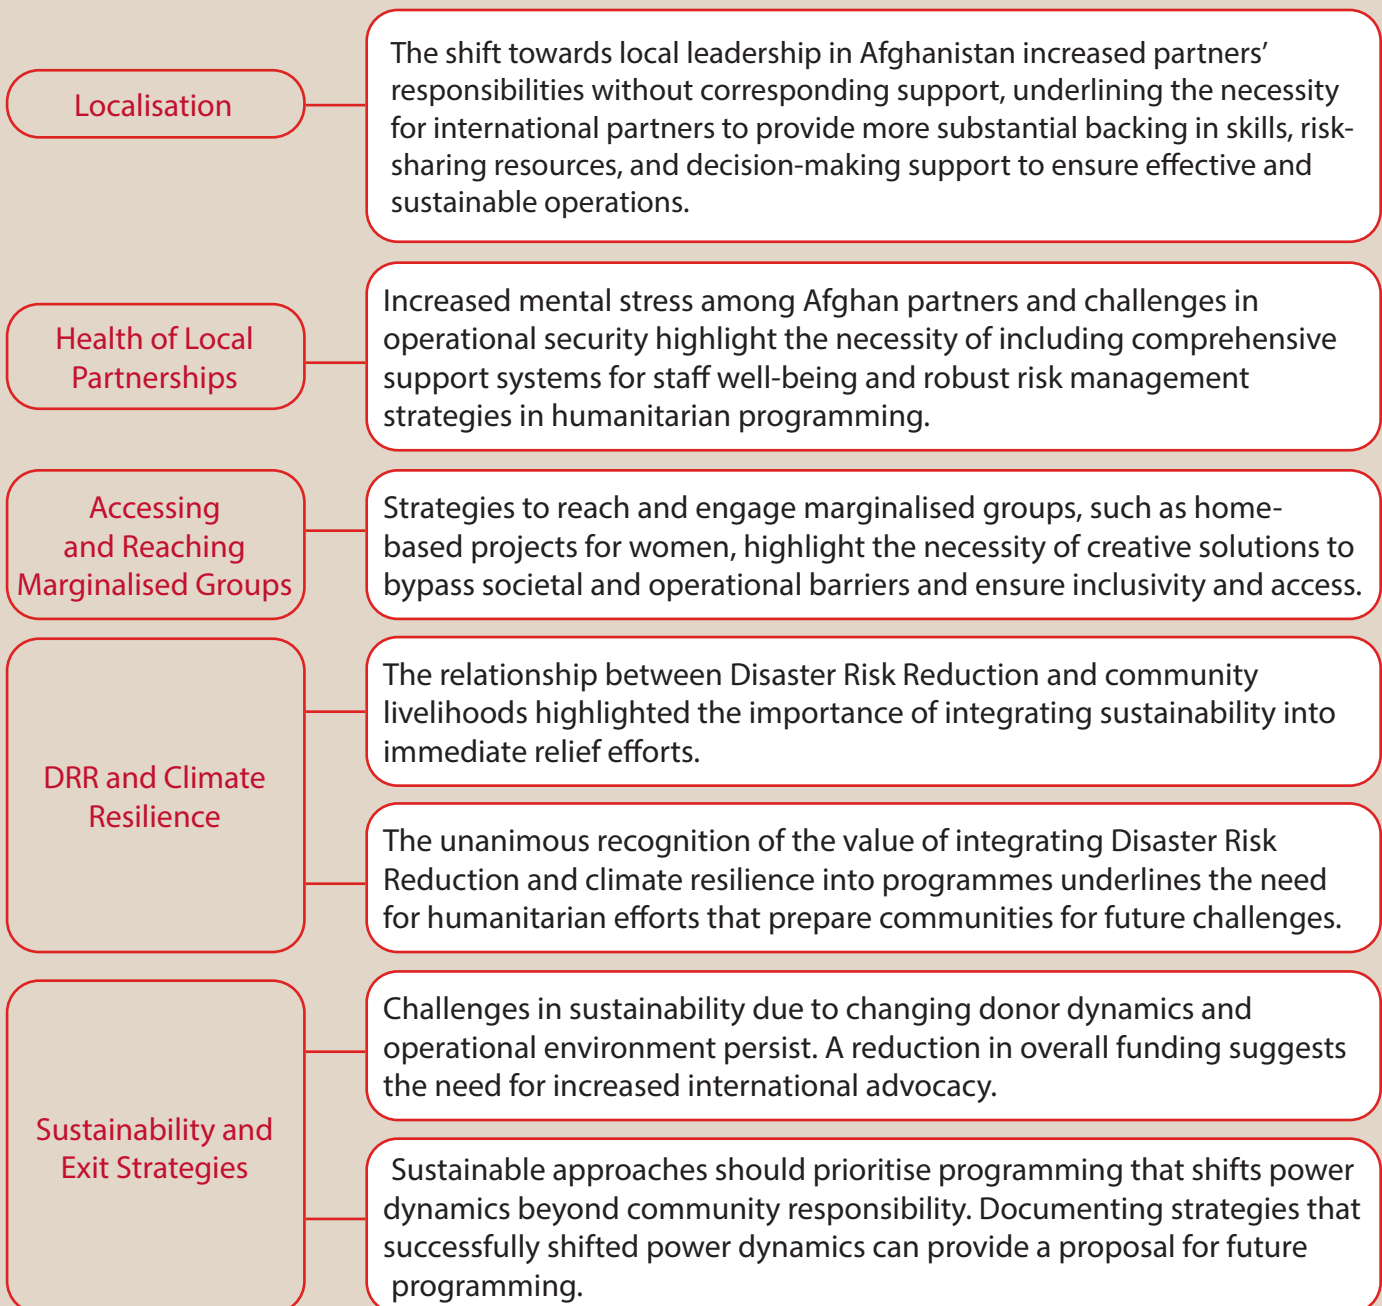 Localisation
The shift towards local leadership in Afghanistan increased partners’
responsibilities without corresponding support, underlining the necessity
for international partners to provide more substantial backing in skills, risk-
sharing resources, and decision-making support to ensure effective and
sustainable operations.
Health of Local
Partnerships
Increased mental stress among Afghan partners and challenges in
operational security highlight the necessity of including comprehensive
support systems for staff well-being and robust risk management
strategies in humanitarian programming.
Accessing
and Reaching
Marginalised Groups
Strategies to reach and engage marginalised groups, such as home-
based projects for women, highlight the necessity of creative solutions to
bypass societal and operational barriers and ensure inclusivity and access.
DRR and Climate
Resilience
The relationship between Disaster Risk Reduction and community
livelihoods highlighted the importance of integrating sustainability into
immediate relief efforts.
The unanimous recognition of the value of integrating Disaster Risk
Reduction and climate resilience into programmes underlines the need
for humanitarian efforts that prepare communities for future challenges.
Sustainability and
Exit Strategies
Challenges in sustainability due to changing donor dynamics and
operational environment persist. A reduction in overall funding suggests
the need for increased international advocacy.
Sustainable approaches should prioritise programming that shifts power
dynamics beyond community responsibility. Documenting strategies that
successfully shifted power dynamics can provide a proposal for future
programming.